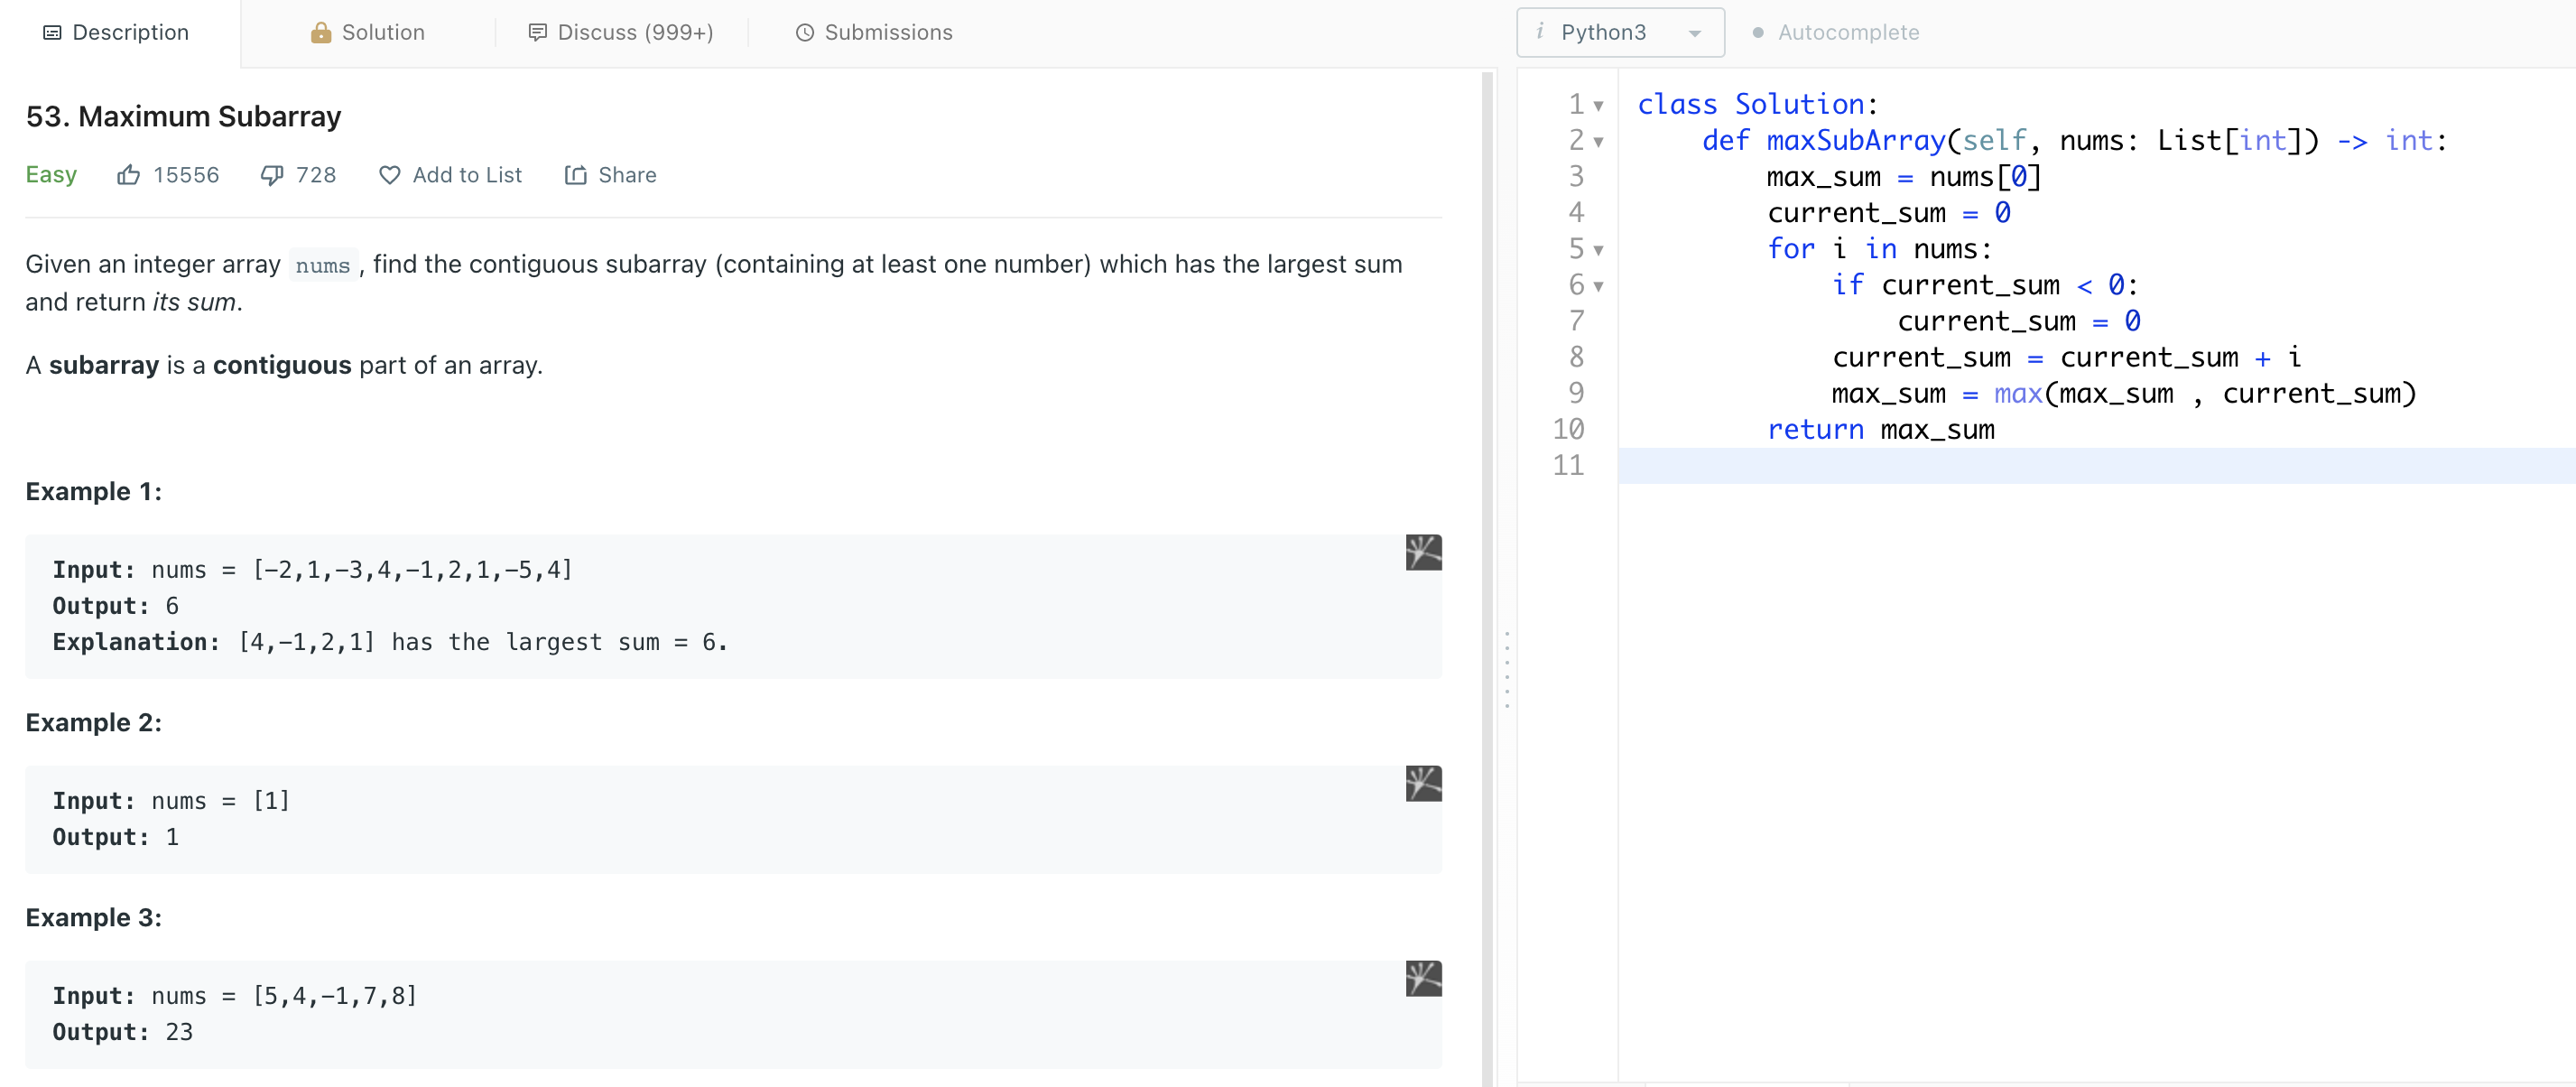 Description
Solution
Discuss (999+)
Submissions
53. Maximum Subarray
Easy 15556 728 Add to List Share
Given an integer array nums , find the contiguous subarray (containing at least one number) which has the largest sum
and return its sum.
A subarray is a contiguous part of an array.
Example 1:
Input: nums = [-2,1,-3,4,-1,2,1,-5,4]
Output: 6
Explanation: [4,-1,2,1] has the largest sum = 6.
Example 2:
Input: nums = [1]
Output: 1
Example 3:
Input: nums = [5,4,-1,7,8]
Output: 23
i Python3
Autocomplete
1 class Solution:
2     def maxSubArray(self, nums: List[int]) -> int:
3         max_sum = nums[0]
4         current_sum = 0
5         for i in nums:
6             if current_sum < 0:
7                 current_sum = 0
8             current_sum = current_sum + i
9             max_sum = max(max_sum , current_sum)
10         return max_sum
11